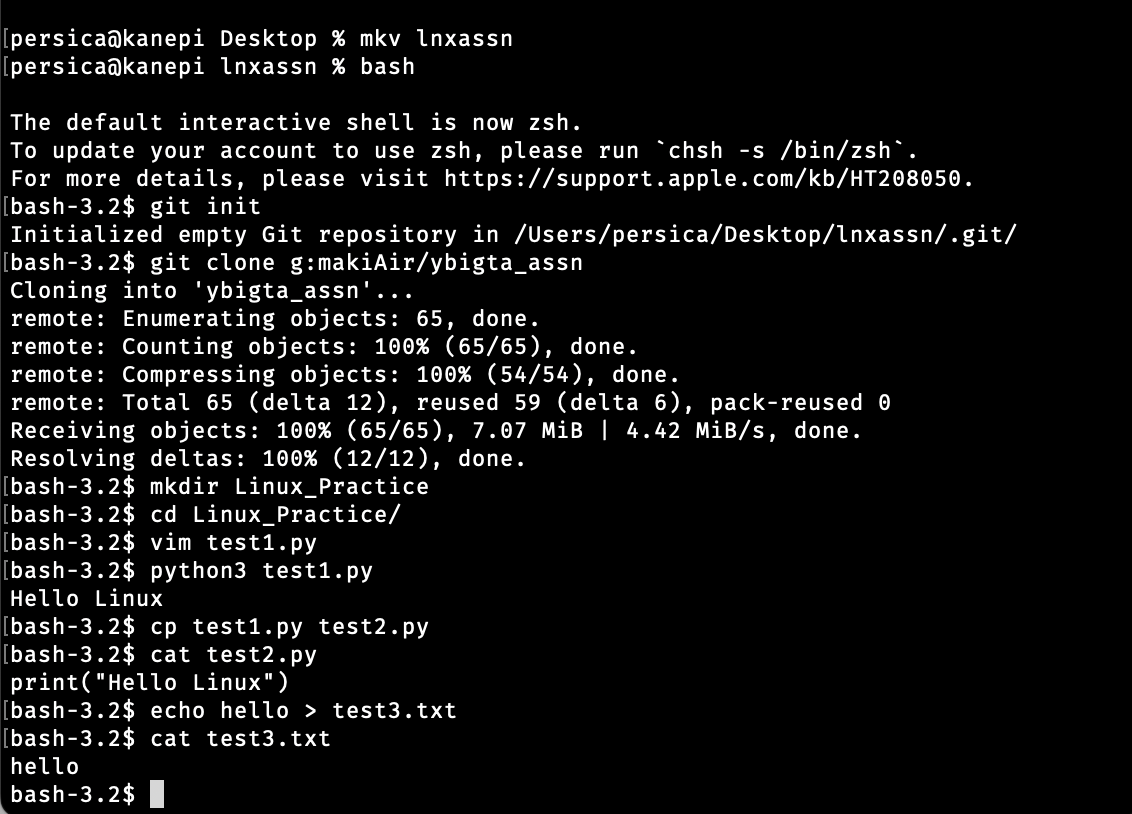 [persica@kanepi Desktop % mkv lnxassn
[persica@kanepi lnxassn % bash
The default interactive shell is now zsh.
To update your account to use zsh, please run `chsh -s /bin/zsh`.
For more details, please visit https://support.apple.com/kb/HT208050.
[bash-3.2$ git init
Initialized empty Git repository in /Users/persica/Desktop/lnxassn/.git/
[bash-3.2$ git clone g:makiAir/ybigta_assn
Cloning into 'ybigta_assn'...
remote: Enumerating objects: 65, done.
remote: Counting objects: 100% (65/65), done.
remote: Compressing objects: 100% (54/54), done.
remote: Total 65 (delta 12), reused 59 (delta 6), pack-reused 0
Receiving objects: 100% (65/65), 7.07 MiB | 4.42 MiB/s, done.
Resolving deltas: 100% (12/12), done.
[bash-3.2$ mkdir Linux_Practice
[bash-3.2$ cd Linux_Practice/
[bash-3.2$ vim test1.py
[bash-3.2$ python3 test1.py
Hello Linux
[bash-3.2$ cp test1.py test2.py
[bash-3.2$ cat test2.py
print("Hello Linux")
[bash-3.2$ echo hello > test3.txt
[bash-3.2$ cat test3.txt
hello
bash-3.2$